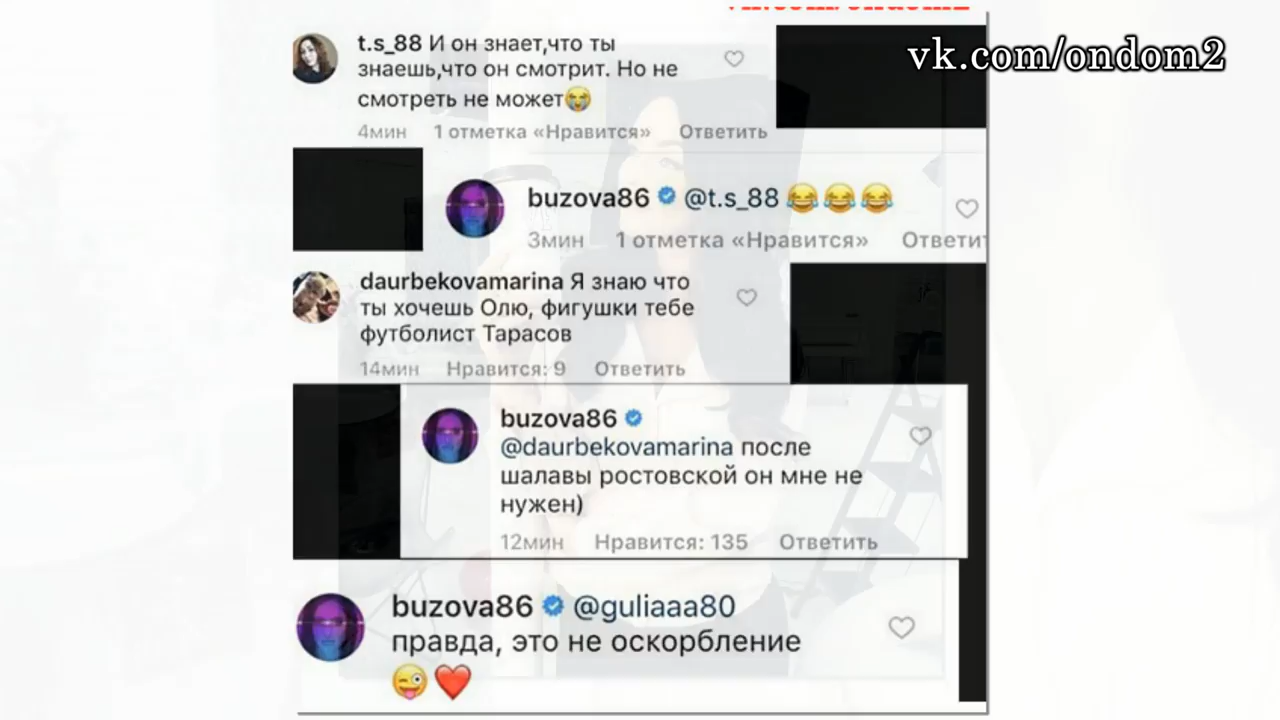 vk.com/ondom2
vk.com/ondom2
t.s_88 И он знает,что ты
знаешь,что он смотрит. Но не
смотреть не может😭
4мин 1 отметка «Нравится» Ответить
buzova86 @t.s_88 😂😂😂
3мин 1 отметка «Нравится» Ответит
daurbekovamarina Я знаю что
ты хочешь Олю, фигушки тебе
футболист Тарасов
14мин Нравится: 9 Ответить
buzova86
@daurbekovamarina после
шалавы ростовской он мне не
нужен)
12мин Нравится: 135 Ответить
buzova86 @guliaaa80
правда, это не оскорбление
😜❤️